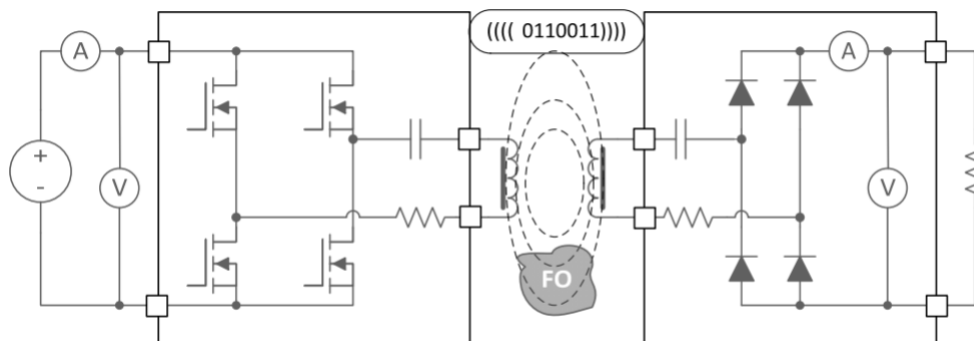 (((( 0110011))))
A
A
+
-
V
V
FO